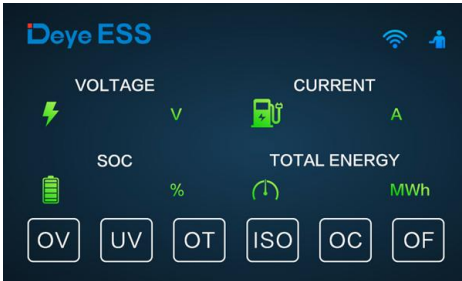 Deye ESS
VOLTAGE CURRENT
V A
SOC TOTAL ENERGY
% MWh
OV UV OT ISO OC OF